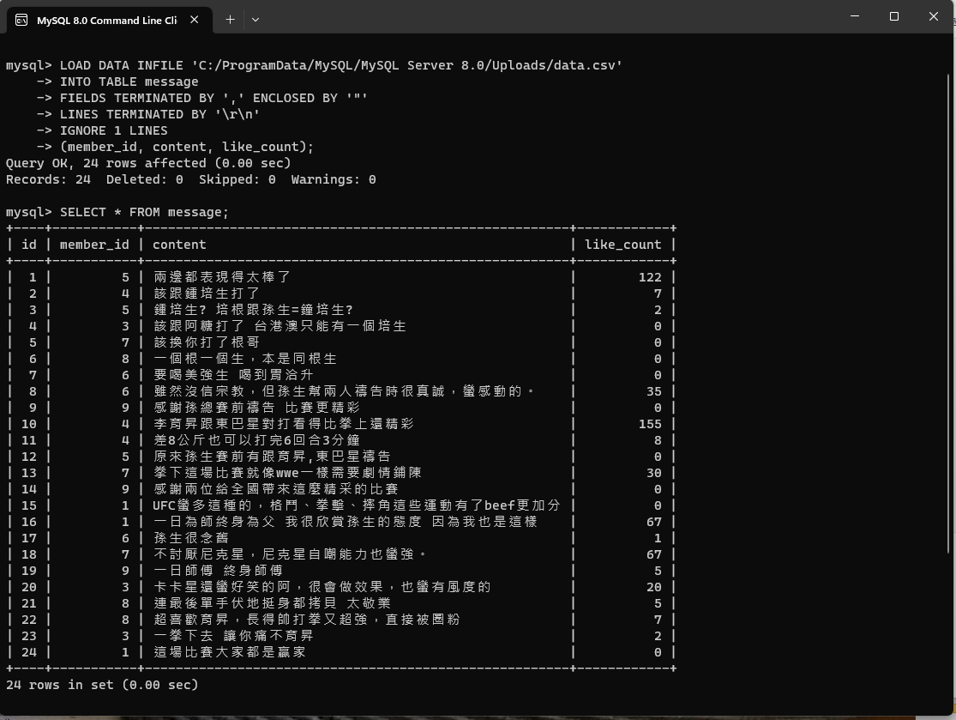 MySQL 8.0 Command Line Cli
mysql> LOAD DATA INFILE 'C:/ProgramData/MySQL/MySQL Server 8.0/Uploads/data.csv'
    -> INTO TABLE message
    -> FIELDS TERMINATED BY ',' ENCLOSED BY '"'
    -> LINES TERMINATED BY '\r\n'
    -> IGNORE 1 LINES
    -> (member_id, content, like_count);
Query OK, 24 rows affected (0.00 sec)
Records: 24  Deleted: 0  Skipped: 0  Warnings: 0
mysql> SELECT * FROM message;
| id | member_id | content | like_count |
| 1 | 5 | 兩邊都表現得太棒了 | 122 |
| 2 | 4 | 該跟鍾培生打了 | 7 |
| 3 | 5 | 鍾培生? 培根跟孫生=鐘培生? | 2 |
| 4 | 3 | 該跟阿糖打了 台港澳只能有一個培生 | 0 |
| 5 | 7 | 該換你打了根哥 | 0 |
| 6 | 8 | 一個根一個生，本是同根生 | 0 |
| 7 | 6 | 要喝美強生 喝到胃洽升 | 0 |
| 8 | 6 | 雖然沒信宗教，但孫生幫兩人禱告時很真誠，蠻感動的。 | 35 |
| 9 | 9 | 感謝孫總賽前禱告 比賽更精彩 | 0 |
| 10 | 4 | 李育昇跟東巴星對打看得比拳上還精彩 | 155 |
| 11 | 4 | 差8公斤也可以打完6回合3分鐘 | 8 |
| 12 | 5 | 原來孫生賽前有跟育昇,東巴星禱告 | 0 |
| 13 | 7 | 拳下這場比賽就像wwe一樣需要劇情鋪陳 | 30 |
| 14 | 9 | 感謝兩位給全國帶來這麼精采的比賽 | 0 |
| 15 | 1 | UFC蠻多這種的，格鬥、拳擊、摔角這些運動有了beef更加分 | 0 |
| 16 | 1 | 一日為師終身為父 我很欣賞孫生的態度 因為我也是這樣 | 67 |
| 17 | 6 | 孫生很念舊 | 1 |
| 18 | 7 | 不討厭尼克星，尼克星自嘲能力也蠻強。 | 67 |
| 19 | 9 | 一日師傅 終身師傅 | 5 |
| 20 | 3 | 卡卡星還蠻好笑的阿，很會做效果，也蠻有風度的 | 20 |
| 21 | 8 | 連最後單手伏地挺身都拷貝 太敬業 | 5 |
| 22 | 8 | 超喜歡育昇，長得帥打拳又超強，直接被圈粉 | 7 |
| 23 | 3 | 一拳下去 讓你痛不育昇 | 2 |
| 24 | 1 | 這場比賽大家都是贏家 | 0 |
24 rows in set (0.00 sec)